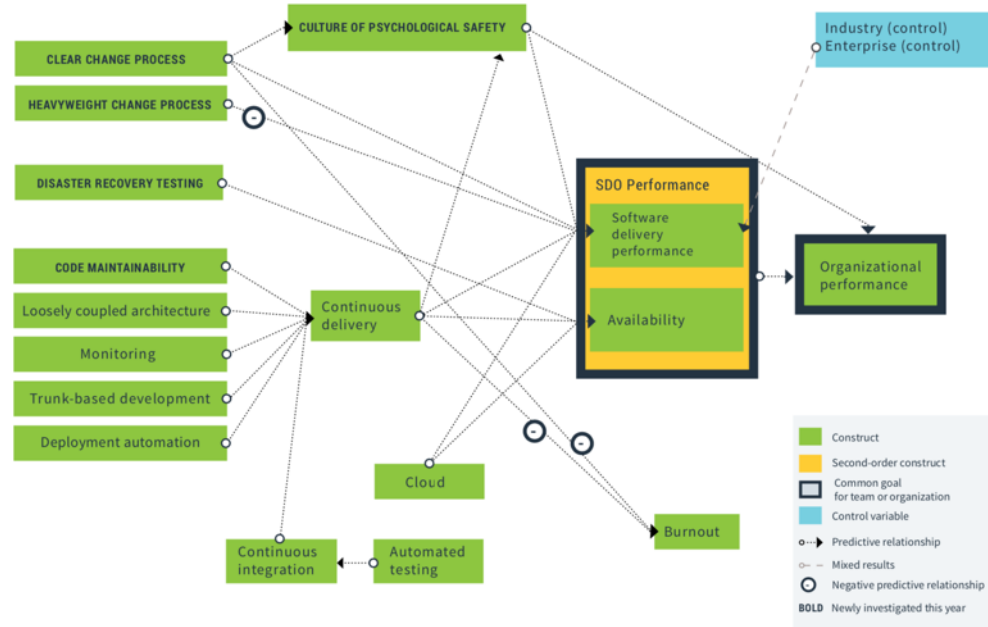 CULTURE OF PSYCHOLOGICAL SAFETY
Industry (control)
Enterprise (control)
CLEAR CHANGE PROCESS
HEAVYWEIGHT CHANGE PROCESS
-
DISASTER RECOVERY TESTING
SDO Performance
Software
delivery
performance
Organizational
performance
CODE MAINTAINABILITY
Loosely coupled architecture
Continuous
delivery
Availability
Monitoring
Trunk-based development
Deployment automation
-
-
Cloud
Burnout
Continuous
integration
Automated
testing
Construct
Second-order construct
Common goal
for team or organization
Control variable
Predictive relationship
Mixed results
- Negative predictive relationship
BOLD Newly investigated this year